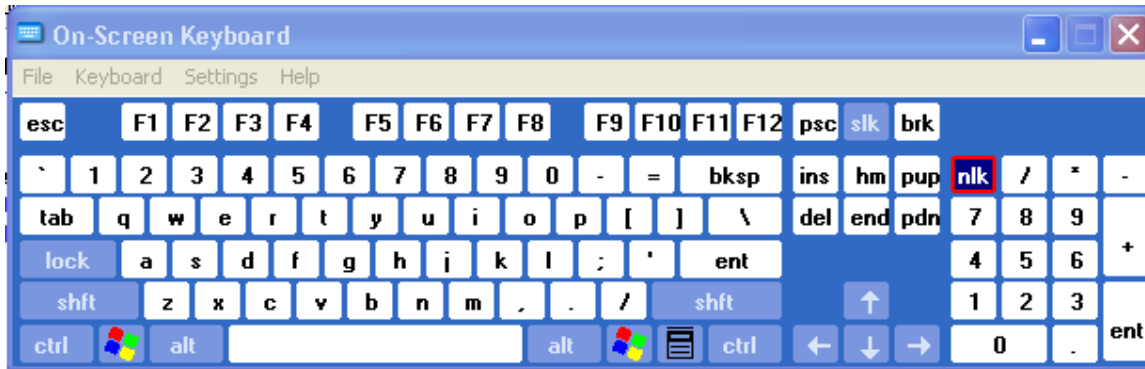 On-Screen Keyboard
File Keyboard Settings Help
esc F1 F2 F3 F4 F5 F6 F7 F8 F9 F10 F11 F12 psc slk brk
` 1 2 3 4 5 6 7 8 9 0 - = bksp ins hm pup nlk / * -
tab q w e r t y u i o p [ ] \ del end pdn 7 8 9 +
lock a s d f g h j k l ; ' ent 4 5 6
shft z x c v b n m , . / shft ↑ 1 2 3 ent
ctrl alt alt ctrl ← ↓ → 0 .